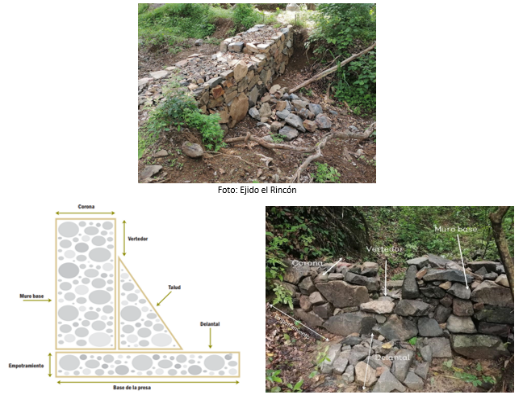 Foto: Ejido el Rincón
Corona
Vertedor
Muro base
Talud
Delantal
Empotramiento
Base de la presa
Muro base
Vertedor
Corona
Delantal